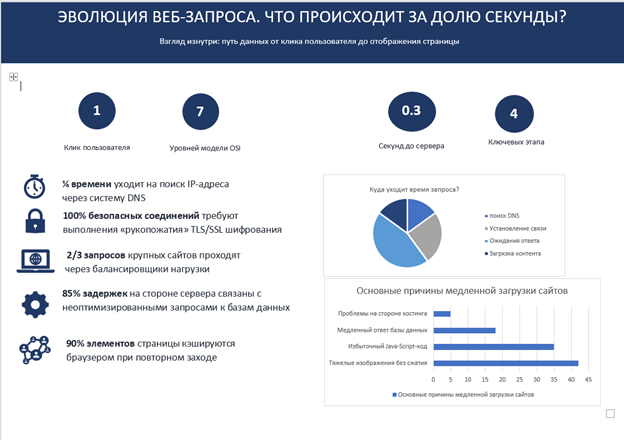 ЭВОЛЮЦИЯ ВЕБ-ЗАПРОСА. ЧТО ПРОИСХОДИТ ЗА ДОЛЮ СЕКУНДЫ?
Взгляд изнутри: путь данных от клика пользователя до отображения страницы
1
7
0.3
4
Клик пользователя
Уровней модели OSI
Секунд до сервера
Ключевых этапа
¼ времени уходит на поиск IP-адреса
через систему DNS
100% безопасных соединений требуют
выполнения «рукопожатия» TLS/SSL шифрования
2/3 запросов крупных сайтов проходят
через балансировщики нагрузки
85% задержек на стороне сервера связаны с
неоптимизированными запросами к базам данных
90% элементов страницы кэшируются
браузером при повторном заходе
Куда уходит время запроса?
поиск DNS
Установление связи
Ожидания ответа
Загрузка контента
Основные причины медленной загрузки сайтов
Проблемы на стороне хостинга
Медленный ответ базы данных
Избыточный Java-Script-код
Тяжелые изображения без сжатия
0 5 10 15 20 25 30 35 40 45
Основные причины медленной загрузки сайтов